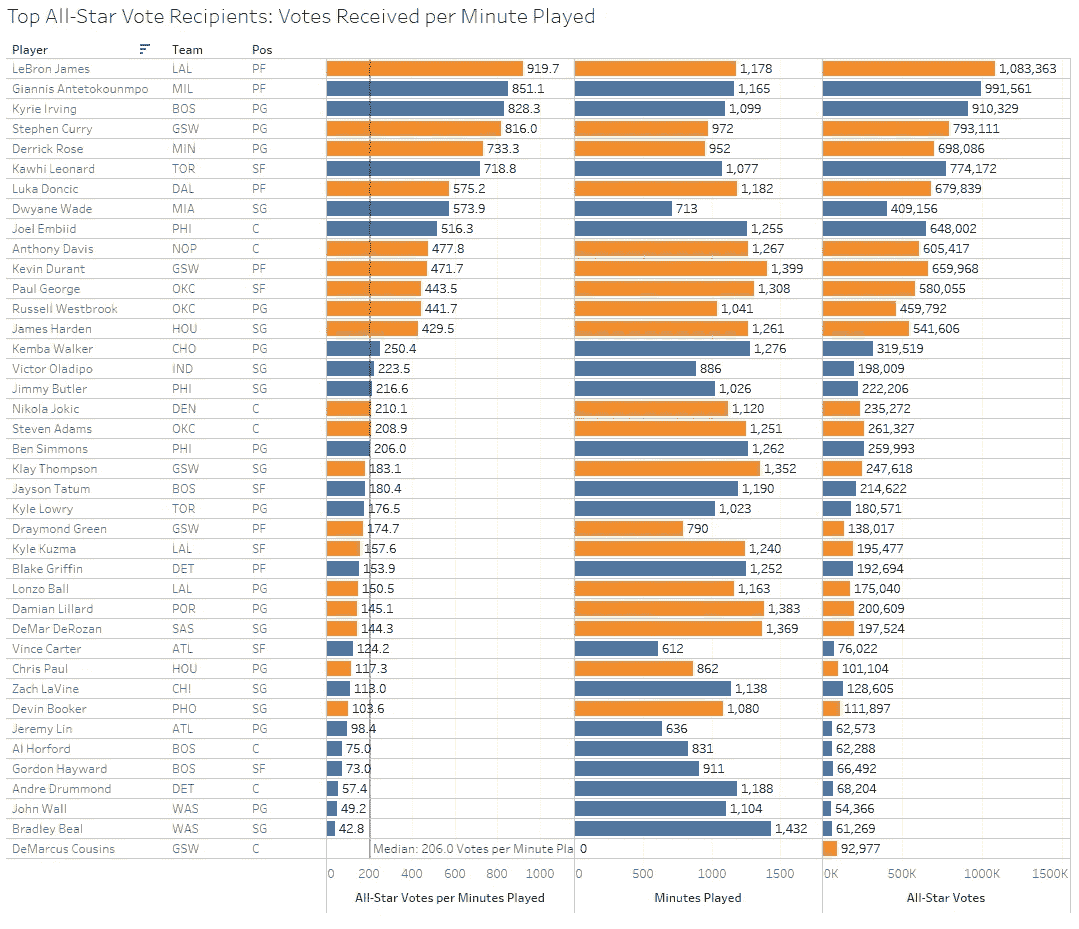 Top All-Star Vote Recipients: Votes Received per Minute Played
Player Team Pos
LeBron James LAL PF 919.7 1,178 1,083,363
Giannis Antetokounmpo MIL PF 851.1 1,165 991,561
Kyrie Irving BOS PG 828.3 1,099 910,329
Stephen Curry GSW PG 816.0 972 793,111
Derrick Rose MIN PG 733.3 952 698,086
Kawhi Leonard TOR SF 718.8 1,077 774,172
Luka Doncic DAL PF 575.2 1,182 679,839
Dwyane Wade MIA SG 573.9 713 409,156
Joel Embiid PHI C 516.3 1,255 648,002
Anthony Davis NOP C 477.8 1,267 605,417
Kevin Durant GSW PF 471.7 1,399 659,968
Paul George OKC SF 443.5 1,308 580,055
Russell Westbrook OKC PG 441.7 1,041 459,792
James Harden HOU SG 429.5 1,261 541,606
Kemba Walker CHO PG 250.4 1,276 319,519
Victor Oladipo IND SG 223.5 886 198,009
Jimmy Butler PHI SG 216.6 1,026 222,206
Nikola Jokic DEN C 210.1 1,120 235,272
Steven Adams OKC C 208.9 1,251 261,327
Ben Simmons PHI PG 206.0 1,262 259,993
Klay Thompson GSW SG 183.1 1,352 247,618
Jayson Tatum BOS SF 180.4 1,190 214,622
Kyle Lowry TOR PG 176.5 1,023 180,571
Draymond Green GSW PF 174.7 790 138,017
Kyle Kuzma LAL SF 157.6 1,240 195,477
Blake Griffin DET PF 153.9 1,252 192,694
Lonzo Ball LAL PG 150.5 1,163 175,040
Damian Lillard POR PG 145.1 1,383 200,609
DeMar DeRozan SAS SG 144.3 1,369 197,524
Vince Carter ATL SF 124.2 612 76,022
Chris Paul HOU PG 117.3 862 101,104
Zach LaVine CHI SG 113.0 1,138 128,605
Devin Booker PHO SG 103.6 1,080 111,897
Jeremy Lin ATL PG 98.4 636 62,573
Al Horford BOS C 75.0 831 62,288
Gordon Hayward BOS SF 73.0 911 66,492
Andre Drummond DET C 57.4 1,188 68,204
John Wall WAS PG 49.2 1,104 54,366
Bradley Beal WAS SG 42.8 1,432 61,269
DeMarcus Cousins GSW C Median: 206.0 Votes per Minute Pla 0 92,977
0 200 400 600 800 1000 0 500 1000 1500 0K 500K 1000K 1500K
All-Star Votes per Minutes Played Minutes Played All-Star Votes